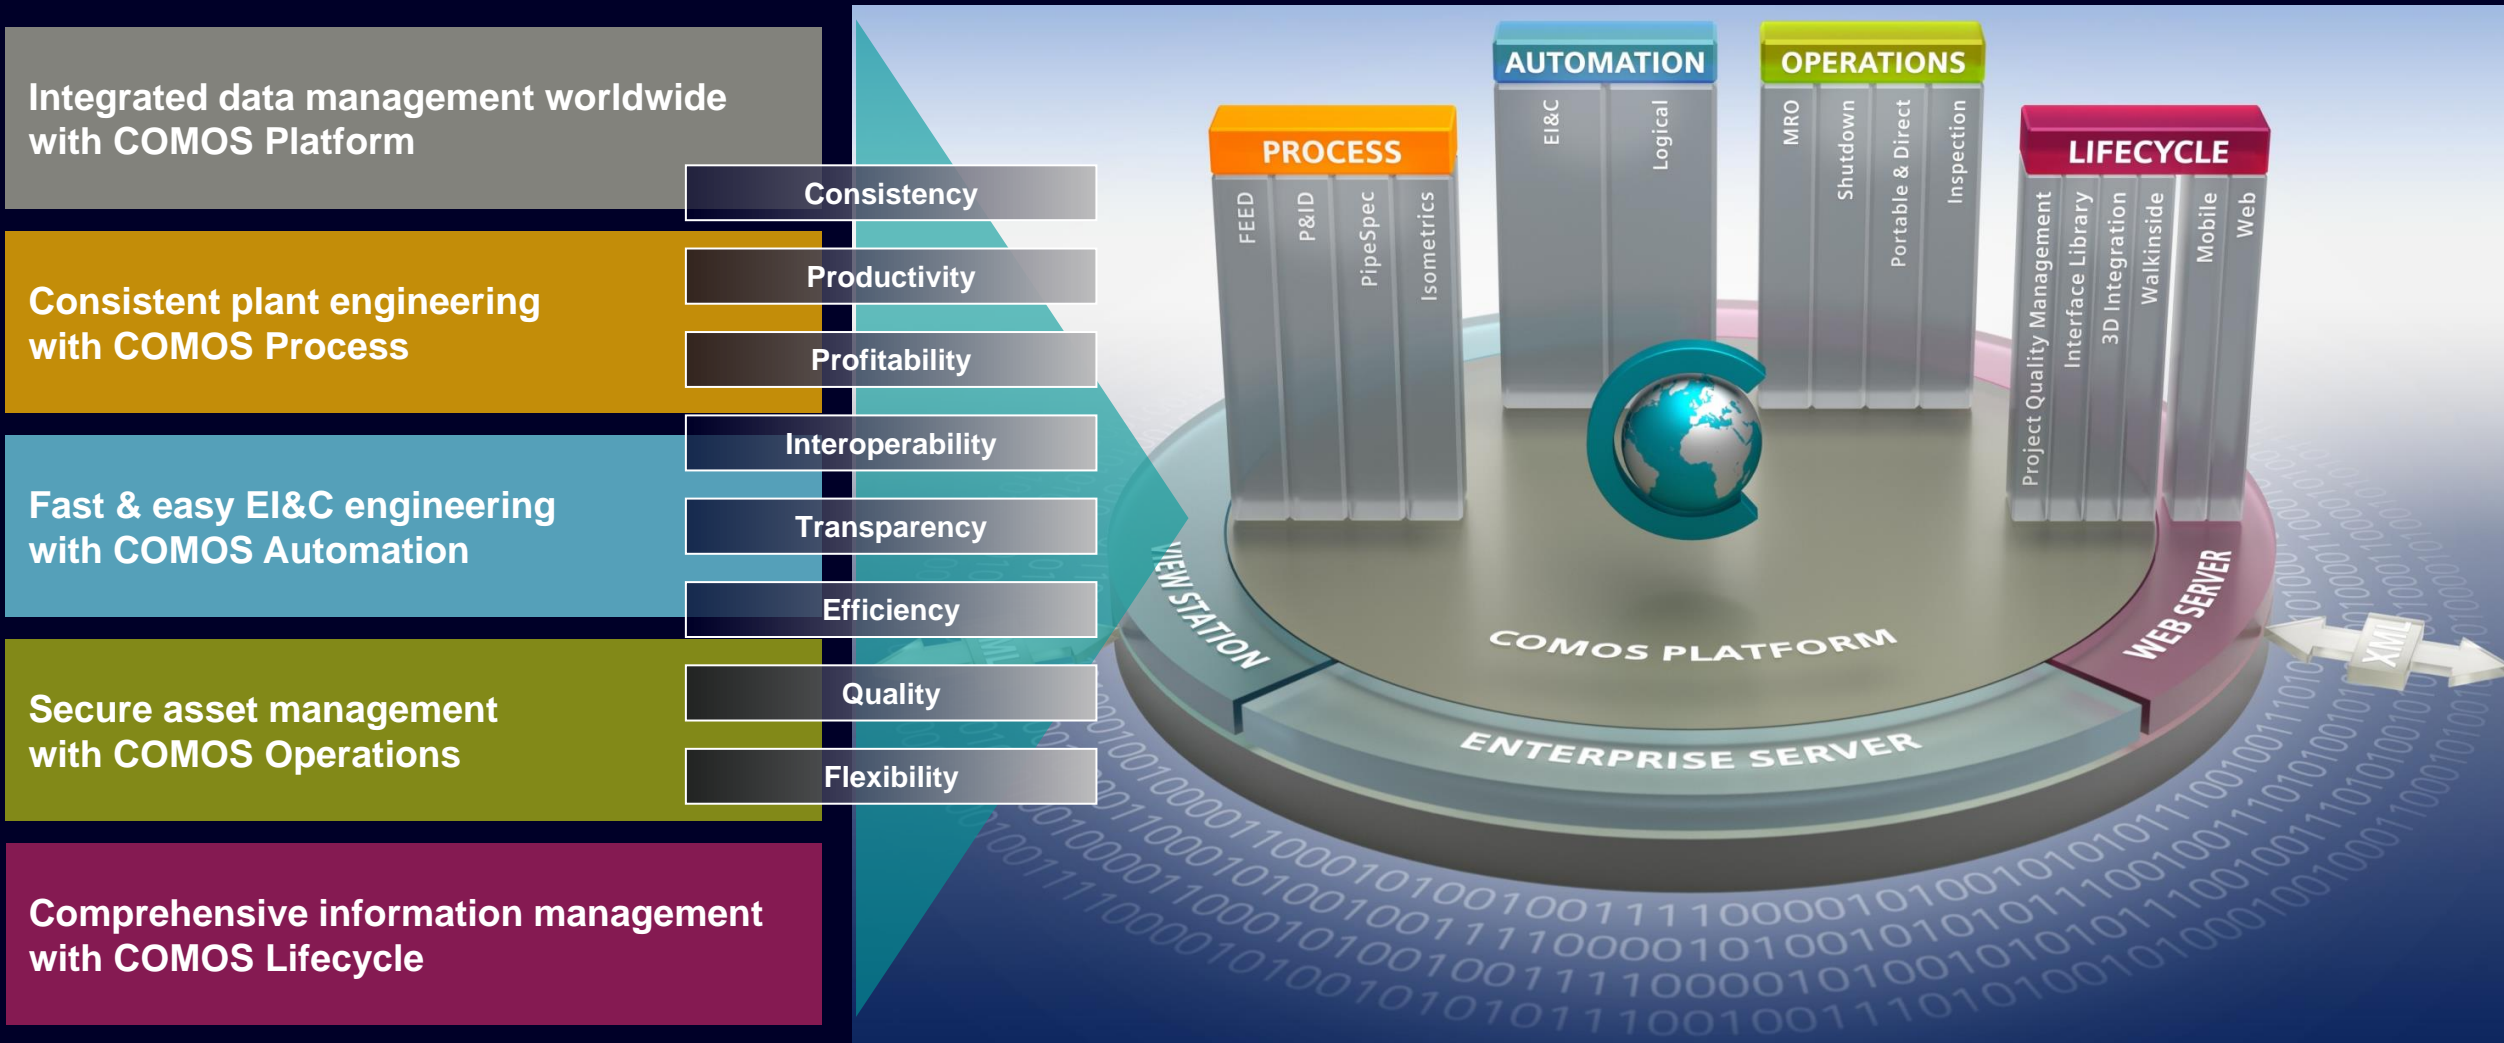 Integrated data management worldwide
with COMOS Platform
Consistent plant engineering
with COMOS Process
Fast & easy EI&C engineering
with COMOS Automation
Secure asset management
with COMOS Operations
Comprehensive information management
with COMOS Lifecycle
Consistency
Productivity
Profitability
Interoperability
Transparency
Efficiency
Quality
Flexibility
PROCESS
FEED
P&ID
PipeSpec
Isometrics
AUTOMATION
EI&C
Logical
OPERATIONS
MRO
Shutdown
Portable & Direct
Inspection
LIFECYCLE
Project Quality Management
Interface Library
3D Integration
Walkinside
Mobile
Web
VIEW STATION
COMOS PLATFORM
WEB SERVER
ENTERPRISE SERVER
XML
XML